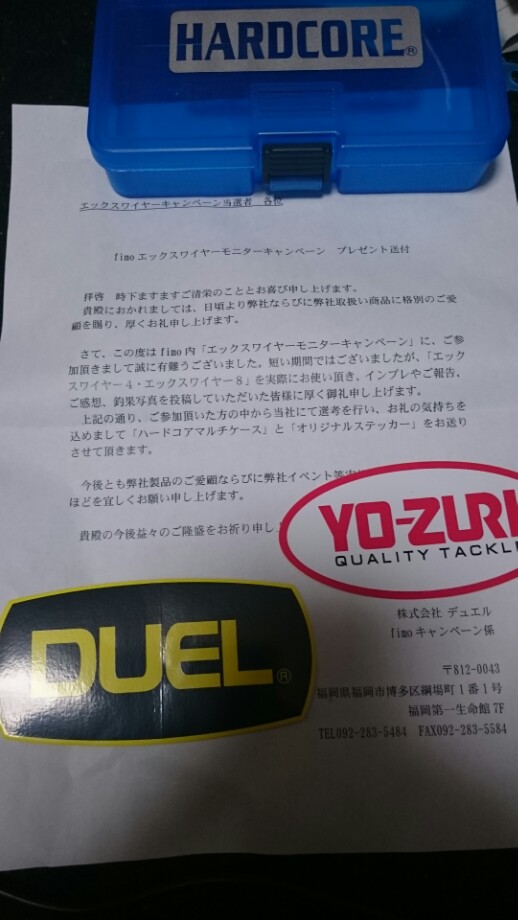 HARDCORE®
エックスワイヤーキャンペーン当選者 各位
fimoエックスワイヤーモニターキャンペーン プレゼント送付
拝啓 時下ますますご清栄のこととお喜び申し上げます。
貴殿におかれましては、日頃より弊社ならびに弊社取扱い商品に格別のご愛
顧を賜り、厚くお礼申し上げます。
さて、この度はfimo内「エックスワイヤーモニターキャンペーン」に、ご参
加頂きまして誠に有難うございました。短い期間ではございましたが、「エック
スワイヤー4・エックスワイヤー8」を実際にお使い頂き、インプレやご報告、
ご感想、釣果写真を投稿していただいた皆様に厚く御礼申し上げます。
上記の通り、ご参加頂いた方の中から当社にて選考を行い、お礼の気持ちを
込めまして「ハードコアマルチケース」と「オリジナルステッカー」をお送り
させて頂きます。
今後とも弊社製品のご愛顧ならびに弊社イベント等
ほどを宜しくお願い申し上げます。
貴殿の今後益々のご隆盛をお祈り申し上
YO-ZURI
QUALITY TACKLE
DUEL®
株式会社 デュエル
fimoキャンペーン係
〒812-0043
福岡県福岡市博多区綱場町1番1号
福岡第一生命館7F
TEL092-283-5484 FAX092-283-5584